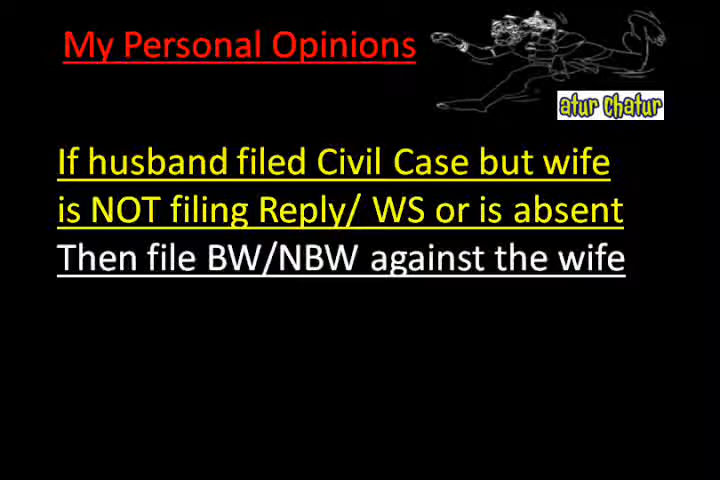 My Personal Opinions
atur chatur
If husband filed Civil Case but wife
is NOT filing Reply/ WS or is absent
Then file BW/NBW against the wife